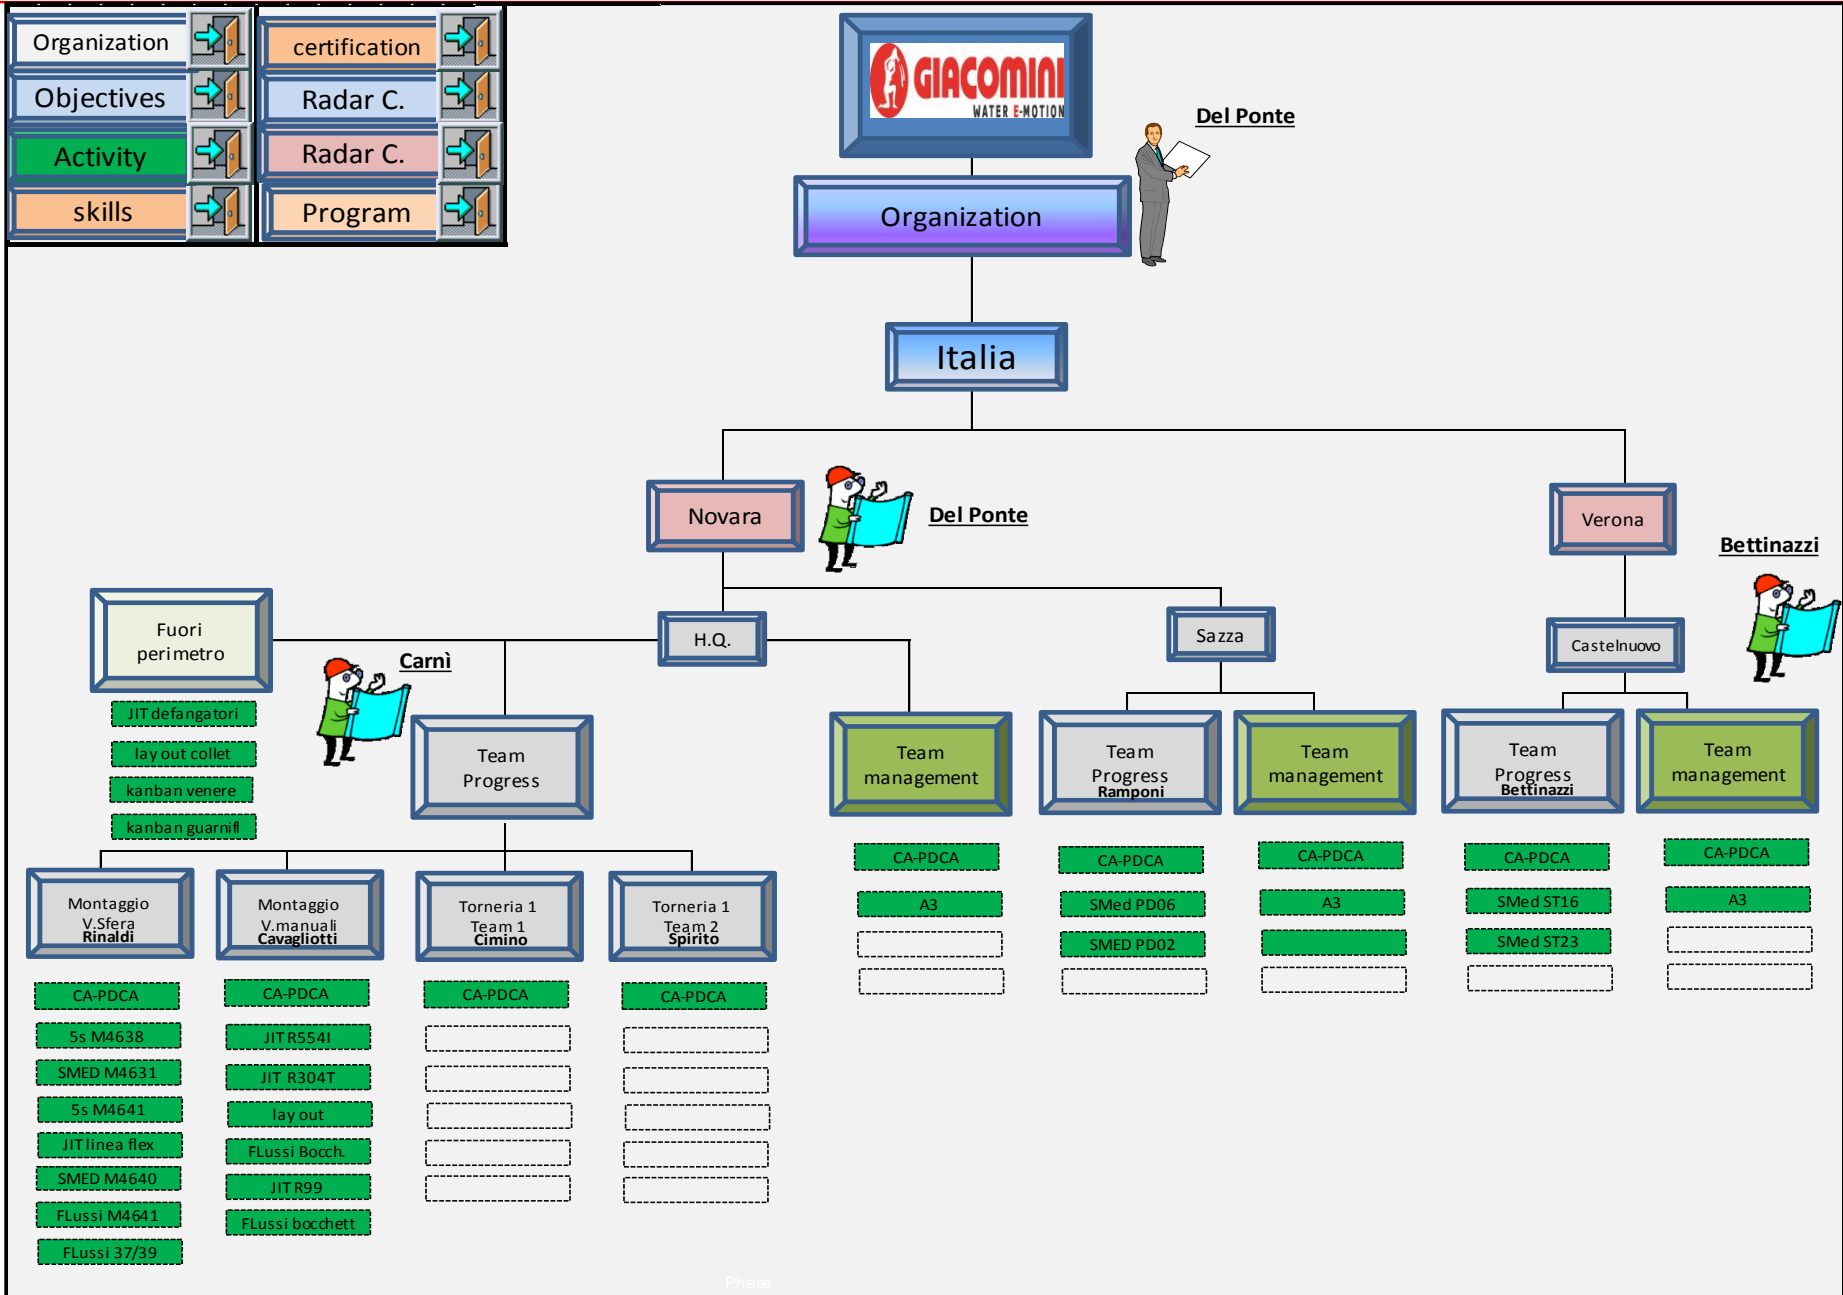 Organization
certification
Objectives
Radar C.
Activity
Radar C.
skills
Program
GIACOMINI
WATER E-MOTION
Del Ponte
Organization
Italia
Novara
Del Ponte
Verona
Bettinazzi
Fuori
perimetro
Carnì
H.Q.
Sazza
Castelnuovo
JIT defangatori
lay out collet
kanban venere
kanban guarnifl
Team
Progress
Team
management
Team
Progress
Ramponi
Team
management
Team
Progress
Bettinazzi
Team
management
CA-PDCA
A3
CA-PDCA
SMed PD06
SMED PD02
CA-PDCA
A3
CA-PDCA
SMed ST16
SMed ST23
CA-PDCA
A3
Montaggio
V.Sfera
Rinaldi
Montaggio
V.manuali
Cavagliotti
Torneria 1
Team 1
Cimino
Torneria 1
Team 2
Spirito
CA-PDCA
5s M4638
SMED M4631
5s M4641
JIT linea flex
SMED M4640
FLussi M4641
FLussi 37/39
CA-PDCA
JIT R554I
JIT R304T
lay out
FLussi Bocch.
JIT R99
FLussi bocchett
CA-PDCA
CA-PDCA
Phase